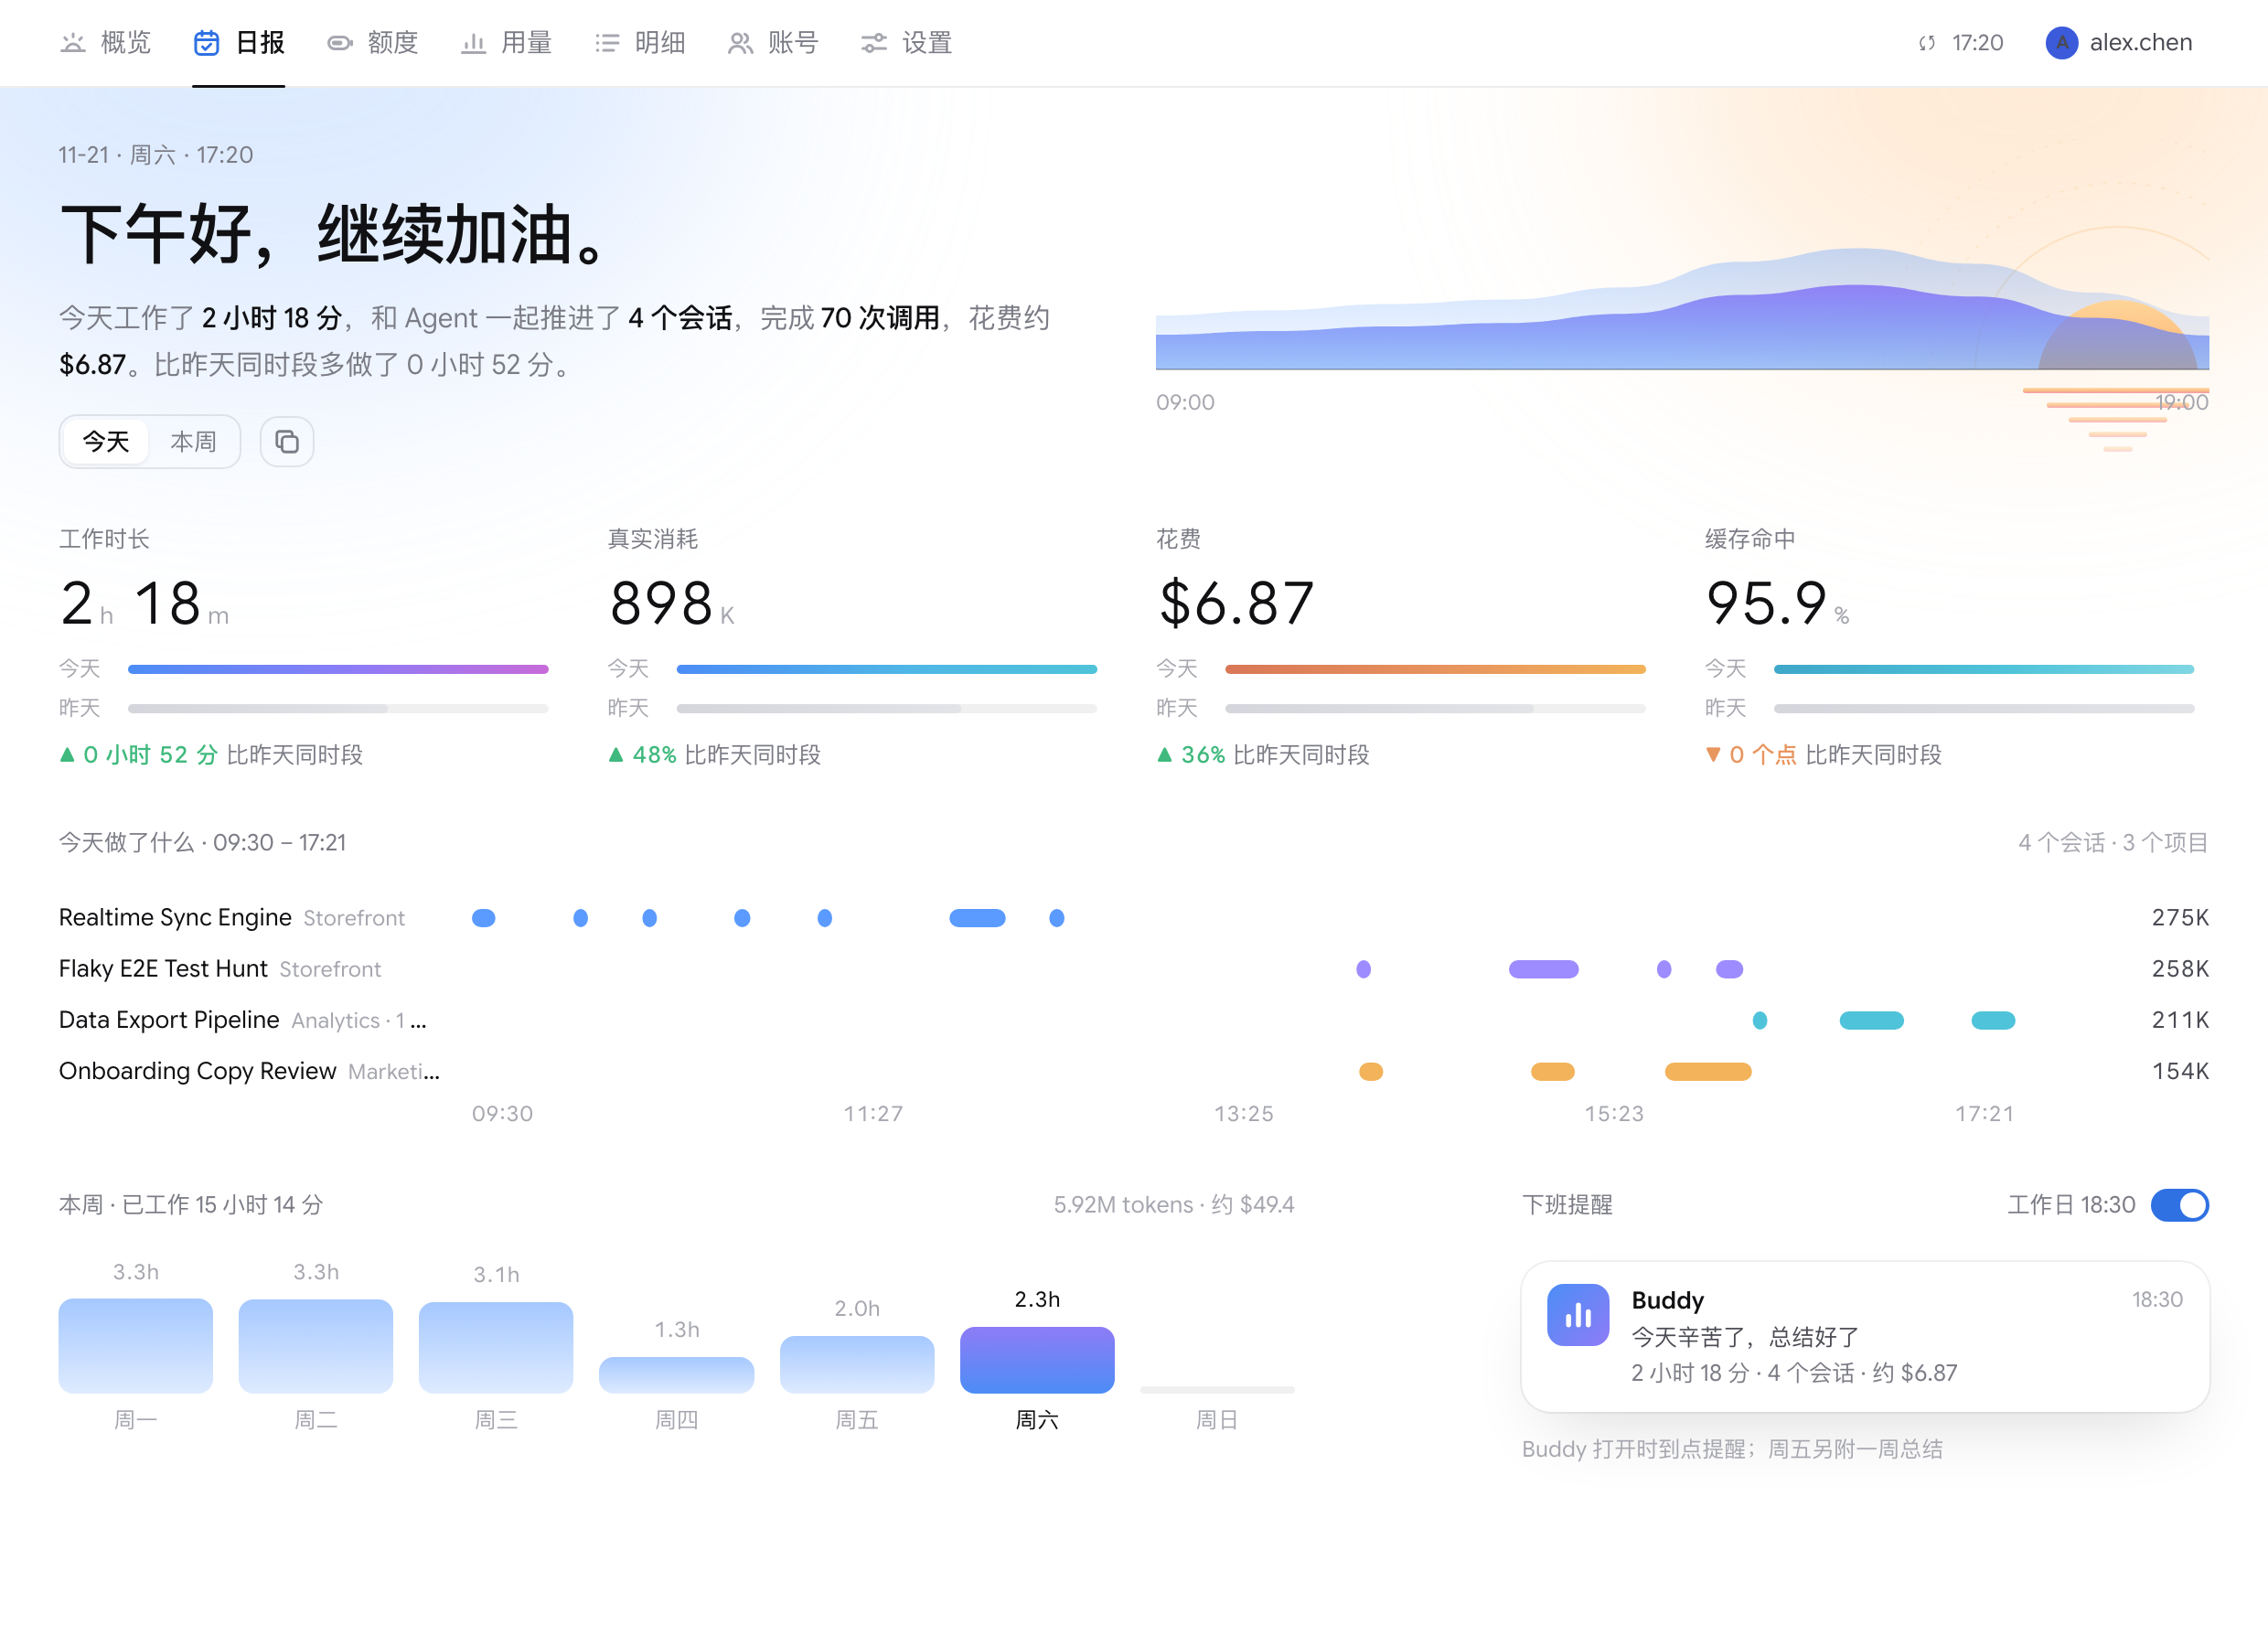 概览 日报 额度 用量 明细 账号 设置 17:20 A alex.chen
11-21 · 周六 · 17:20
下午好，继续加油。
今天工作了 2 小时 18 分，和 Agent 一起推进了 4 个会话，完成 70 次调用，花费约
$6.87。比昨天同时段多做了 0 小时 52 分。
今天 本周
09:00 19:00
工作时长 真实消耗 花费 缓存命中
2 h 18 m 898 K $6.87 95.9 %
今天 今天 今天 今天
昨天 昨天 昨天 昨天
▲ 0 小时 52 分 比昨天同时段 ▲ 48% 比昨天同时段 ▲ 36% 比昨天同时段 ▼ 0 个点 比昨天同时段
今天做了什么 · 09:30 – 17:21 4 个会话 · 3 个项目
Realtime Sync Engine Storefront 275K
Flaky E2E Test Hunt Storefront 258K
Data Export Pipeline Analytics · 1 ... 211K
Onboarding Copy Review Marketi... 154K
09:30 11:27 13:25 15:23 17:21
本周 · 已工作 15 小时 14 分 5.92M tokens · 约 $49.4
3.3h 3.3h 3.1h 1.3h 2.0h 2.3h
周一 周二 周三 周四 周五 周六 周日
下班提醒 工作日 18:30
Buddy 18:30
今天辛苦了，总结好了
2 小时 18 分 · 4 个会话 · 约 $6.87
Buddy 打开时到点提醒；周五另附一周总结